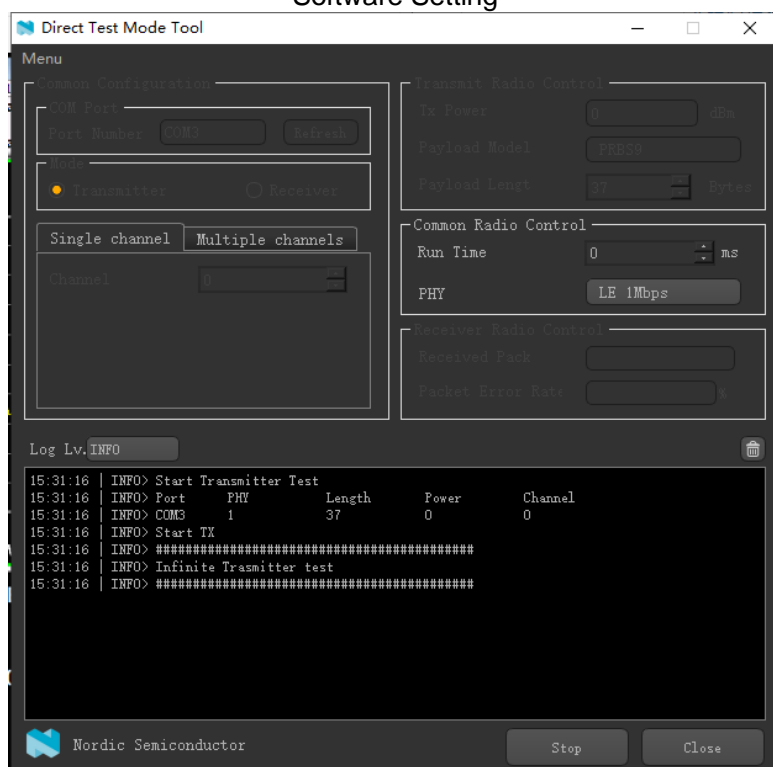 Software Setting
Direct Test Mode Tool
Menu
Common Configuration
COM Port
Port Number COM3 Refresh
Mode
Transmitter Receiver
Single channel Multiple channels
Channel 0
Transmit Radio Control
Tx Power 0 dBm
Payload Model PRBS9
Payload Lengt 37 Bytes
Common Radio Control
Run Time 0 ms
PHY LE 1Mbps
Receiver Radio Control
Received Pack
Packet Error Rate %
Log Lv. INFO
15:31:16 | INFO> Start Transmitter Test
15:31:16 | INFO> Port PHY Length Power Channel
15:31:16 | INFO> COM3 1 37 0 0
15:31:16 | INFO> Start TX
15:31:16 | INFO> ###########################################
15:31:16 | INFO> Infinite Trasmitter test
15:31:16 | INFO> ###########################################
Nordic Semiconductor Stop Close